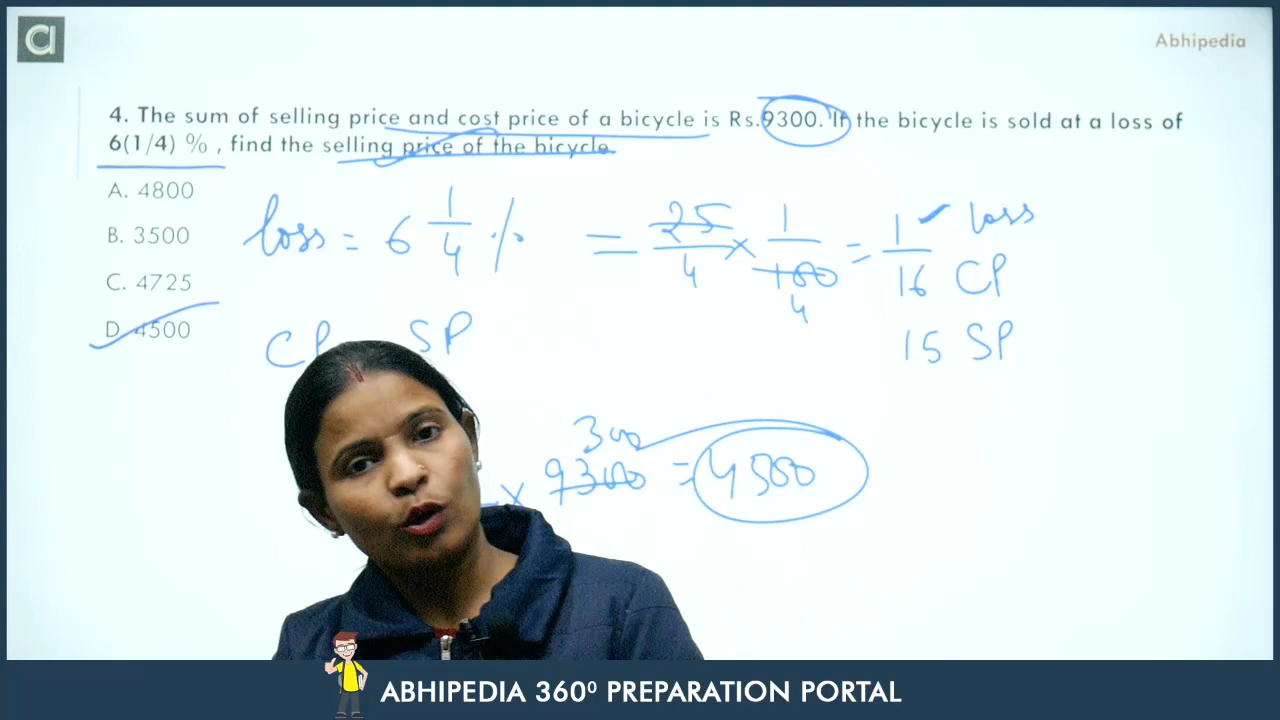 Abhipedia
4. The sum of selling price and cost price of a bicycle is Rs.9300. If the bicycle is sold at a loss of
6(1/4) % , find the selling price of the bicycle.
A. 4800
B. 3500
C. 4725
D. 4500
loss = 6 1/4 % = 25/4 × 1/100 = 1/16 loss
4 CP
CP SP 15 SP
300
× 9300 = 4500
ABHIPEDIA 360⁰ PREPARATION PORTAL